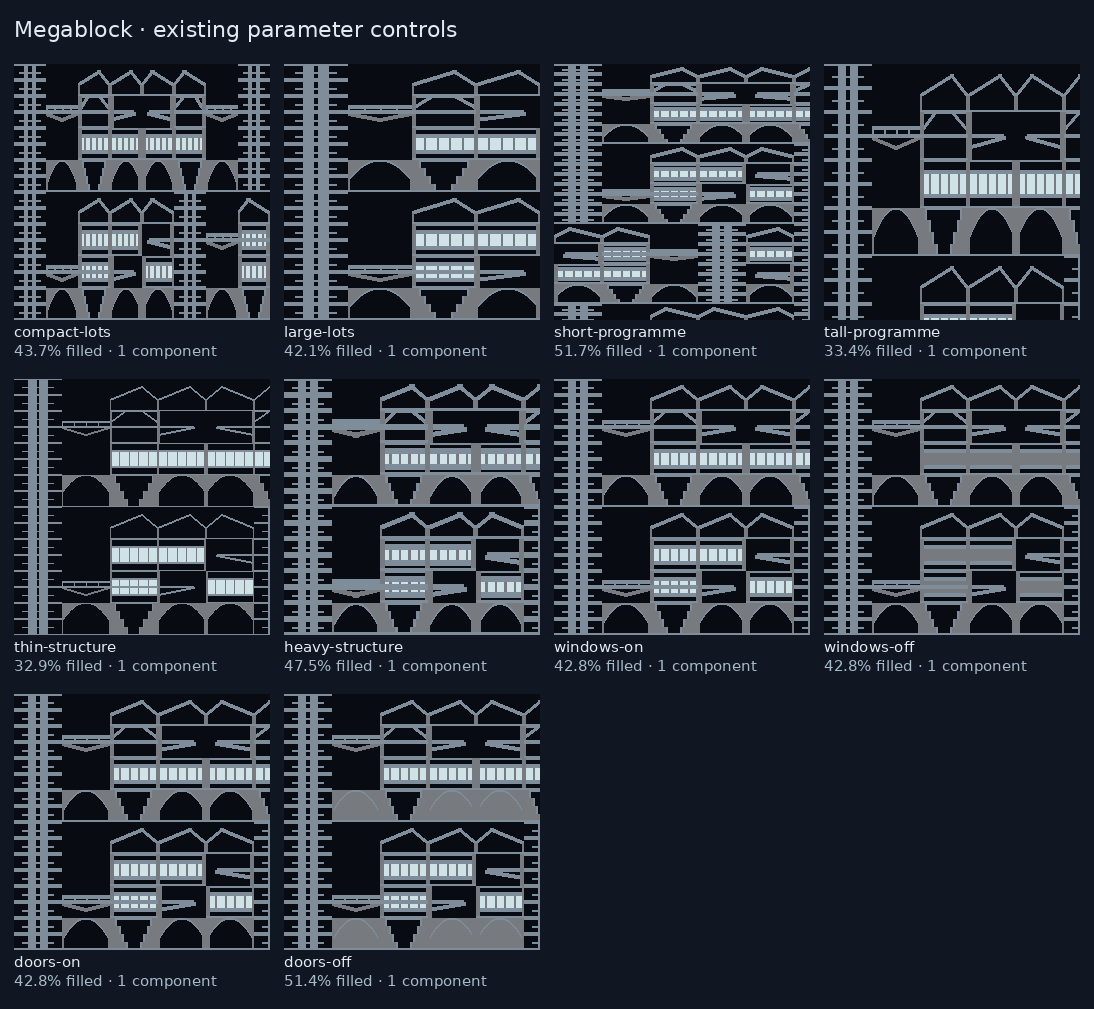 Megablock · existing parameter controls
compact-lots
43.7% filled · 1 component
large-lots
42.1% filled · 1 component
short-programme
51.7% filled · 1 component
tall-programme
33.4% filled · 1 component
thin-structure
32.9% filled · 1 component
heavy-structure
47.5% filled · 1 component
windows-on
42.8% filled · 1 component
windows-off
42.8% filled · 1 component
doors-on
42.8% filled · 1 component
doors-off
51.4% filled · 1 component